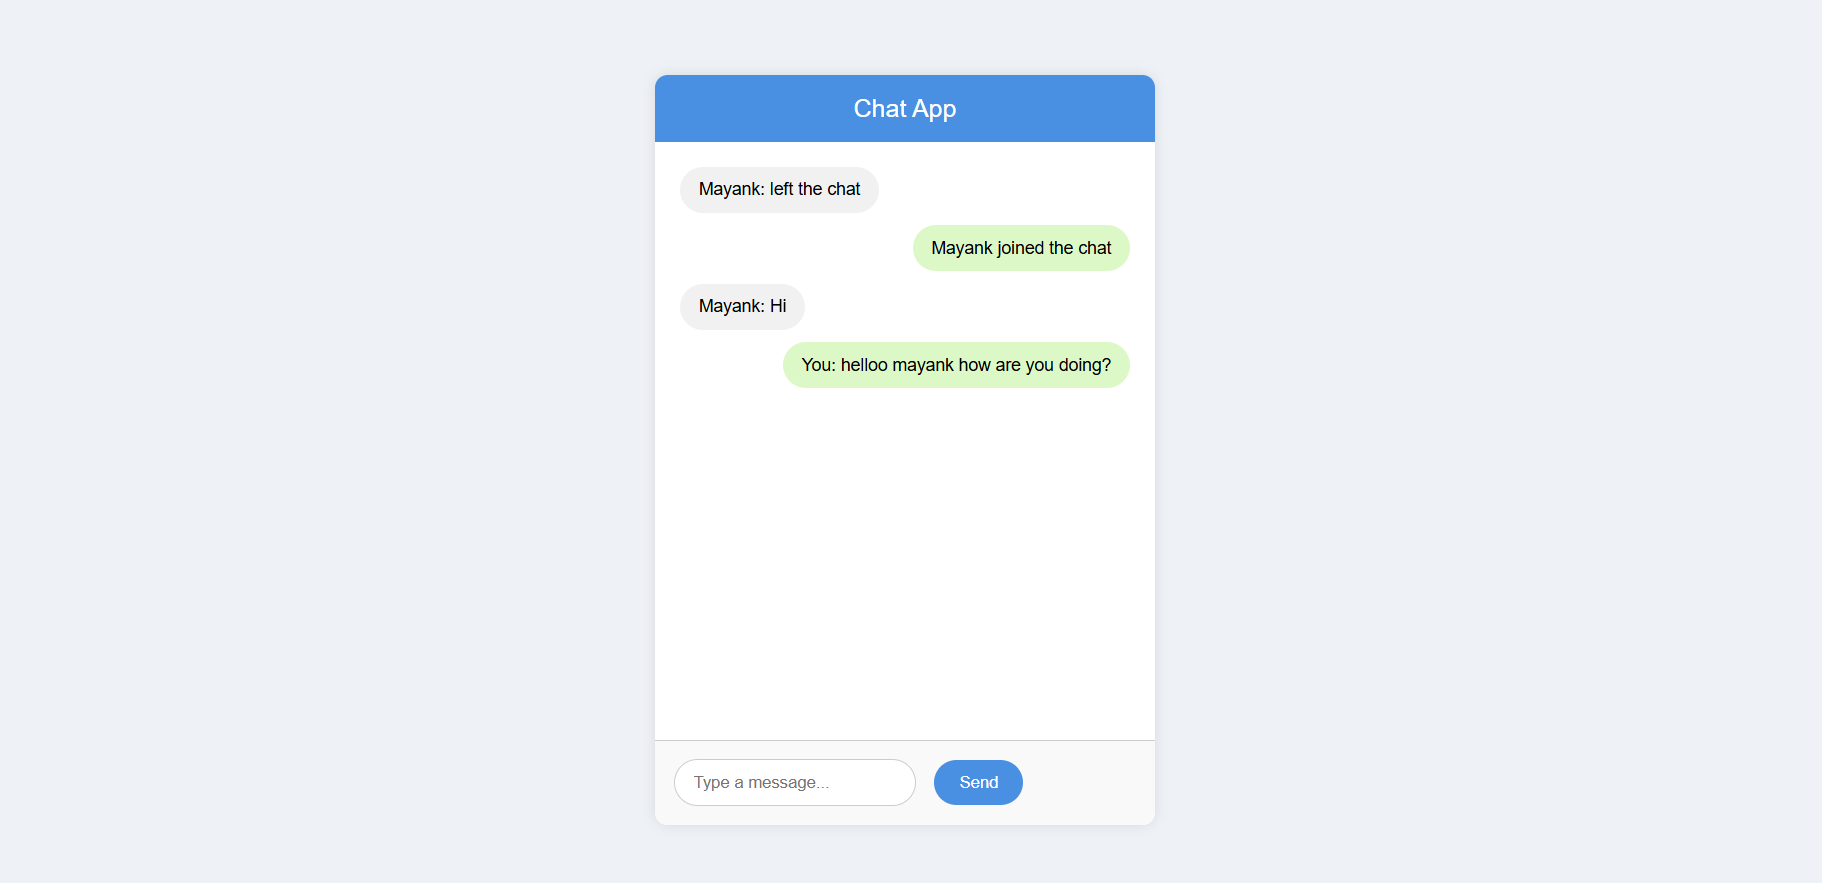 Chat App
Mayank: left the chat
Mayank joined the chat
Mayank: Hi
You: helloo mayank how are you doing?
Type a message...
Send